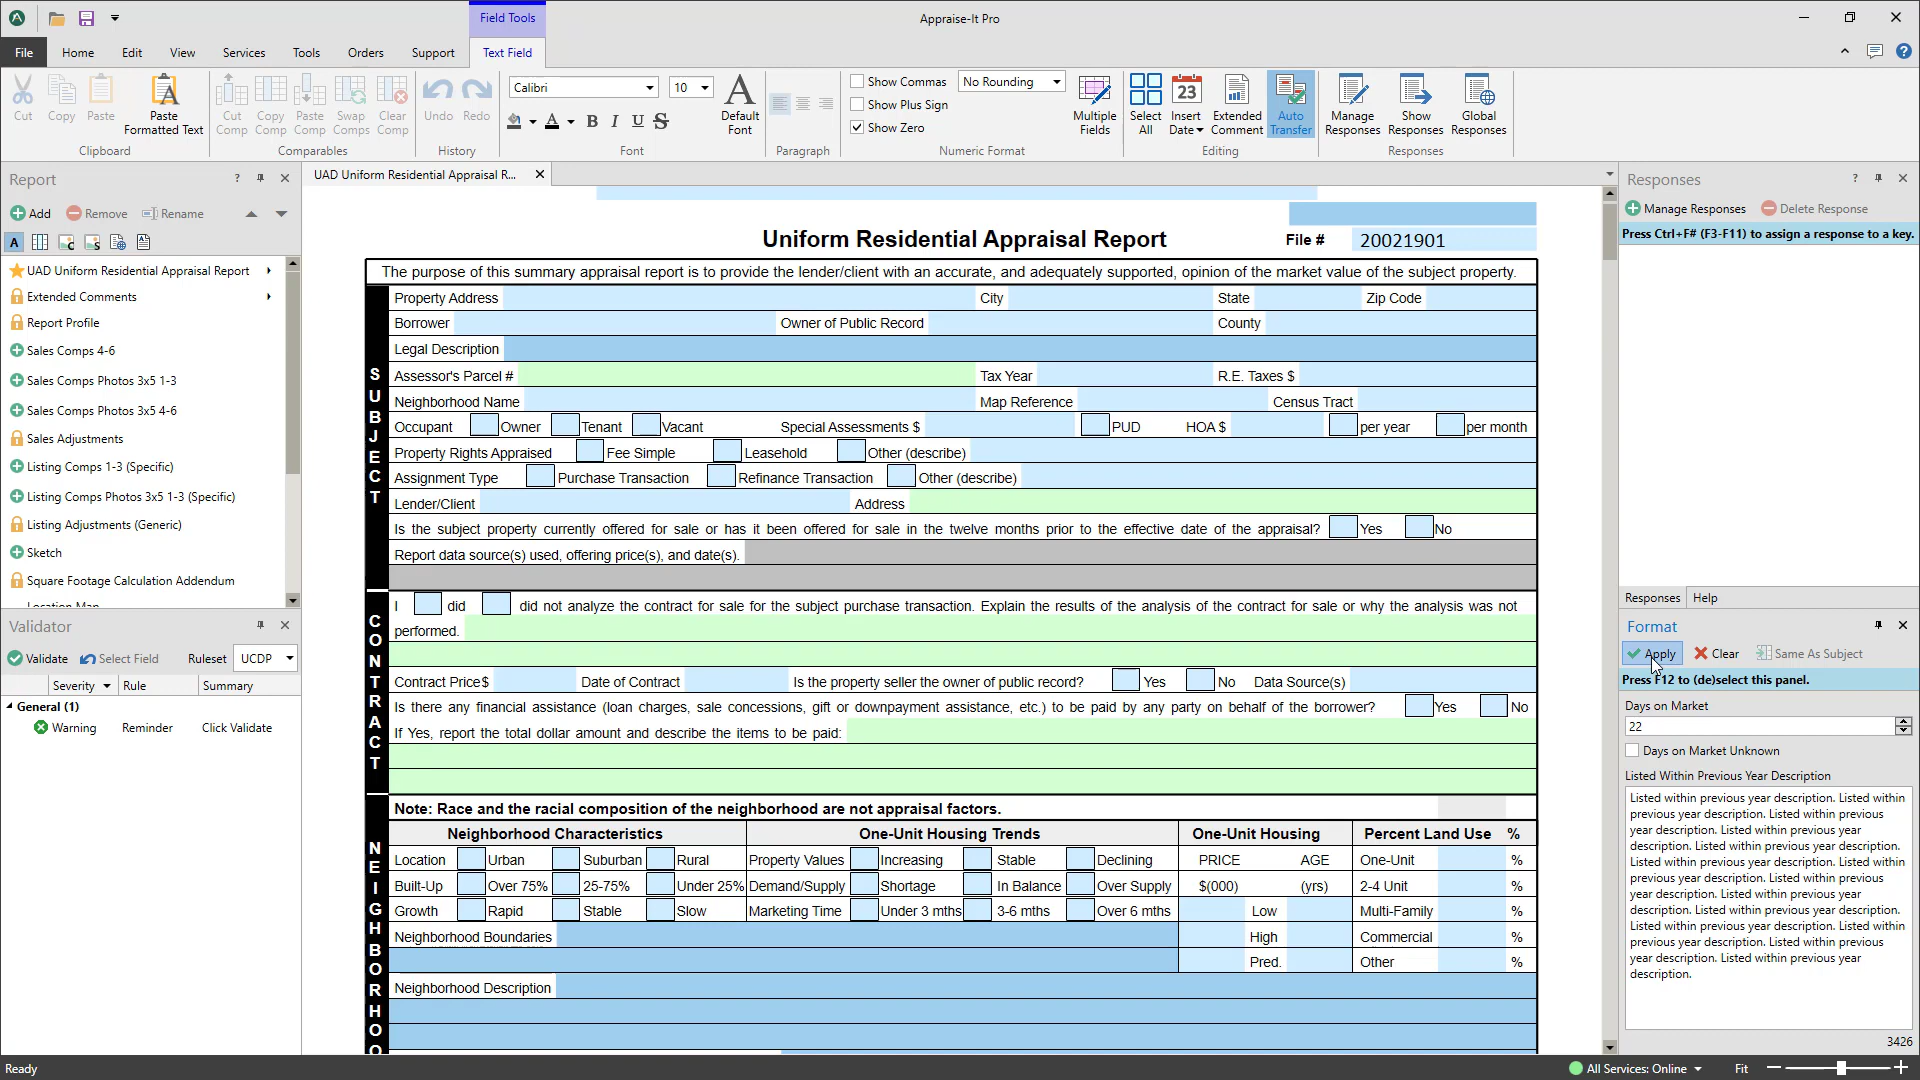 Field Tools
Appraise-It Pro
File
Home
Edit
View
Services
Tools
Orders
Support
Text Field
Cut
Copy
Paste
Paste Formatted Text
Clipboard
Cut Comp
Copy Comp
Paste Comp
Swap Comps
Clear Comp
Comparables
Undo
Redo
History
Calibri
10
A
B I U S
Default Font
Font
Paragraph
Show Commas
Show Plus Sign
Show Zero
No Rounding
Numeric Format
Multiple Fields
Select All
23
Insert Date
Extended Comment
Auto Transfer
Editing
Manage Responses
Show Responses
Global Responses
Responses
Report
?
Add
Remove
Rename
A
UAD Uniform Residential Appraisal Report
Extended Comments
Report Profile
Sales Comps 4-6
Sales Comps Photos 3x5 1-3
Sales Comps Photos 3x5 4-6
Sales Adjustments
Listing Comps 1-3 (Specific)
Listing Comps Photos 3x5 1-3 (Specific)
Listing Adjustments (Generic)
Sketch
Square Footage Calculation Addendum
Location Map
Validator
Validate
Select Field
Ruleset
UCDP
Severity
Rule
Summary
General (1)
Warning
Reminder
Click Validate
UAD Uniform Residential Appraisal R...
Uniform Residential Appraisal Report
File # 20021901
The purpose of this summary appraisal report is to provide the lender/client with an accurate, and adequately supported, opinion of the market value of the subject property.
SUBJECT
Property Address City State Zip Code
Borrower Owner of Public Record County
Legal Description
Assessor's Parcel # Tax Year R.E. Taxes $
Neighborhood Name Map Reference Census Tract
Occupant Owner Tenant Vacant Special Assessments $ PUD HOA $ per year per month
Property Rights Appraised Fee Simple Leasehold Other (describe)
Assignment Type Purchase Transaction Refinance Transaction Other (describe)
Lender/Client Address
Is the subject property currently offered for sale or has it been offered for sale in the twelve months prior to the effective date of the appraisal? Yes No
Report data source(s) used, offering price(s), and date(s).
CONTRACT
I did did not analyze the contract for sale for the subject purchase transaction. Explain the results of the analysis of the contract for sale or why the analysis was not
performed.
Contract Price$ Date of Contract Is the property seller the owner of public record? Yes No Data Source(s)
Is there any financial assistance (loan charges, sale concessions, gift or downpayment assistance, etc.) to be paid by any party on behalf of the borrower? Yes No
If Yes, report the total dollar amount and describe the items to be paid:
NEIGHBORHOO
Note: Race and the racial composition of the neighborhood are not appraisal factors.
Neighborhood Characteristics One-Unit Housing Trends One-Unit Housing Percent Land Use %
Location Urban Suburban Rural Property Values Increasing Stable Declining PRICE AGE One-Unit %
Built-Up Over 75% 25-75% Under 25% Demand/Supply Shortage In Balance Over Supply $(000) (yrs) 2-4 Unit %
Growth Rapid Stable Slow Marketing Time Under 3 mths 3-6 mths Over 6 mths Low Multi-Family %
Neighborhood Boundaries High Commercial %
Pred. Other %
Neighborhood Description
Responses
?
Manage Responses
Delete Response
Press Ctrl+F# (F3-F11) to assign a response to a key.
Responses
Help
Format
Apply
Clear
Same As Subject
Press F12 to (de)select this panel.
Days on Market
22
Days on Market Unknown
Listed Within Previous Year Description
Listed within previous year description. Listed within
previous year description. Listed within previous
year description. Listed within previous year
description. Listed within previous year description.
Listed within previous year description. Listed within
previous year description. Listed within previous
year description. Listed within previous year
description. Listed within previous year description.
Listed within previous year description. Listed within
previous year description. Listed within previous
year description. Listed within previous year
description.
3426
Ready
All Services: Online
Fit